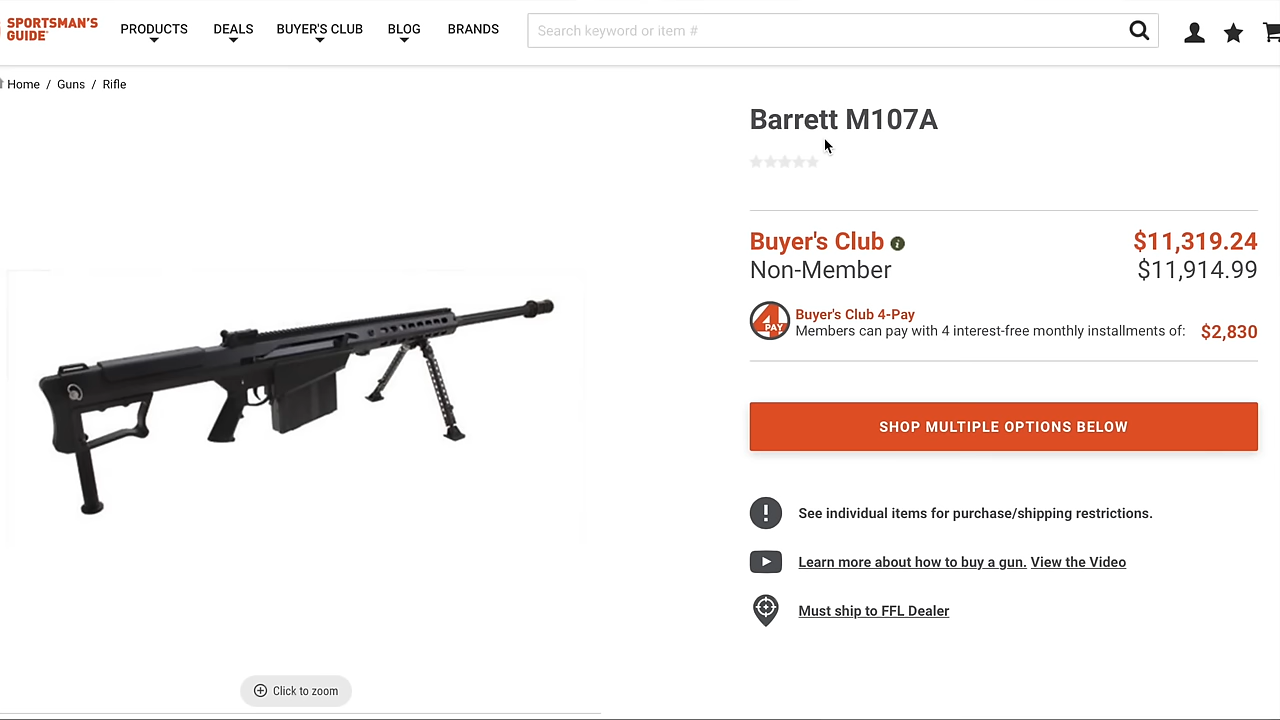 SPORTSMAN'S
GUIDE
PRODUCTS
DEALS
BUYER'S CLUB
BLOG
BRANDS
Search keyword or item #
Home / Guns / Rifle
Barrett M107A
Buyer's Club i
$11,319.24
Non-Member
$11,914.99
4
PAY
Buyer's Club 4-Pay
Members can pay with 4 interest-free monthly installments of:
$2,830
SHOP MULTIPLE OPTIONS BELOW
See individual items for purchase/shipping restrictions.
Learn more about how to buy a gun. View the Video
Must ship to FFL Dealer
Click to zoom